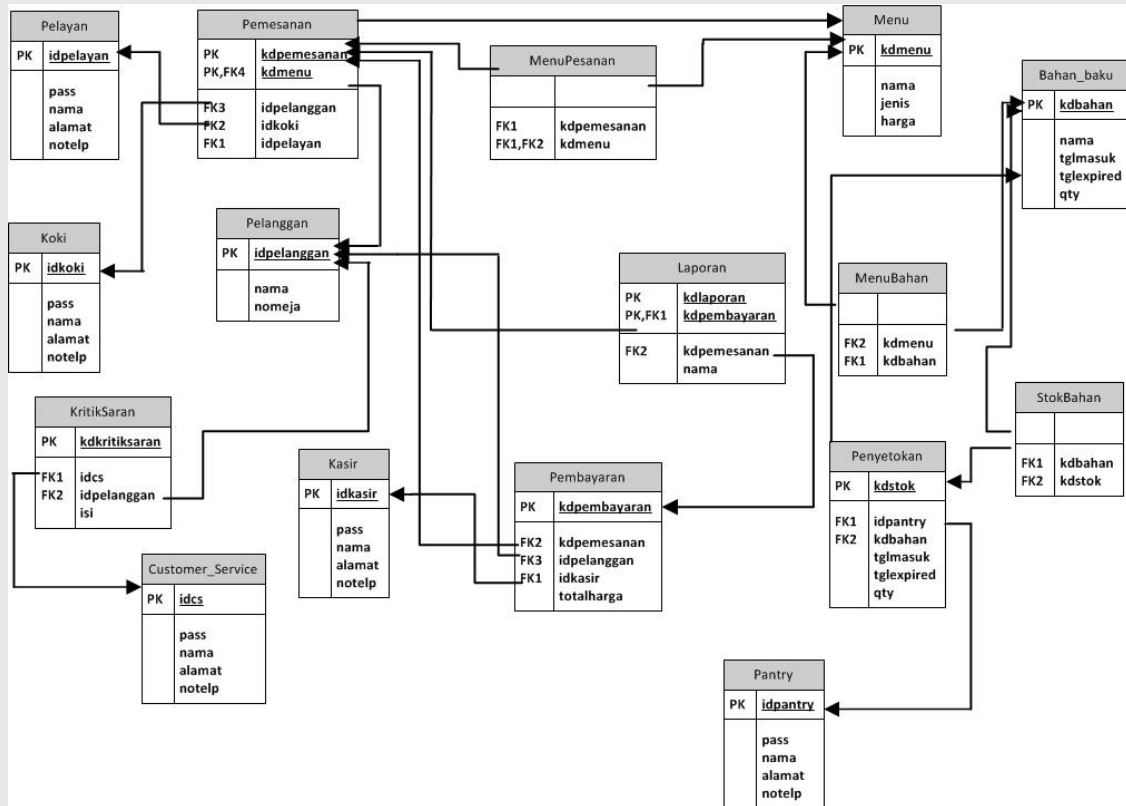 Pelayan
PK idpelayan
pass
nama
alamat
notelp
Pemesanan
PK kdpemesanan
PK,FK4 kdmenu
FK3 idpelanggan
FK2 idkoki
FK1 idpelayan
MenuPesanan
FK1 kdpemesanan
FK1,FK2 kdmenu
Menu
PK kdmenu
nama
jenis
harga
Bahan_baku
PK kdbahan
nama
tglmasuk
tglexpired
qty
Koki
PK idkoki
pass
nama
alamat
notelp
Pelanggan
PK idpelanggan
nama
nomeja
Laporan
PK kdlaporan
PK,FK1 kdpembayaran
FK2 kdpemesanan
nama
MenuBahan
FK2 kdmenu
FK1 kdbahan
StokBahan
FK1 kdbahan
FK2 kdstok
KritikSaran
PK kdkritiksaran
FK1 idcs
FK2 idpelanggan
isi
Kasir
PK idkasir
pass
nama
alamat
notelp
Pembayaran
PK kdpembayaran
FK2 kdpemesanan
FK3 idpelanggan
FK1 idkasir
totalharga
Penyetokan
PK kdstok
FK1 idpantry
FK2 kdbahan
tglmasuk
tglexpired
qty
Customer_Service
PK idcs
pass
nama
alamat
notelp
Pantry
PK idpantry
pass
nama
alamat
notelp